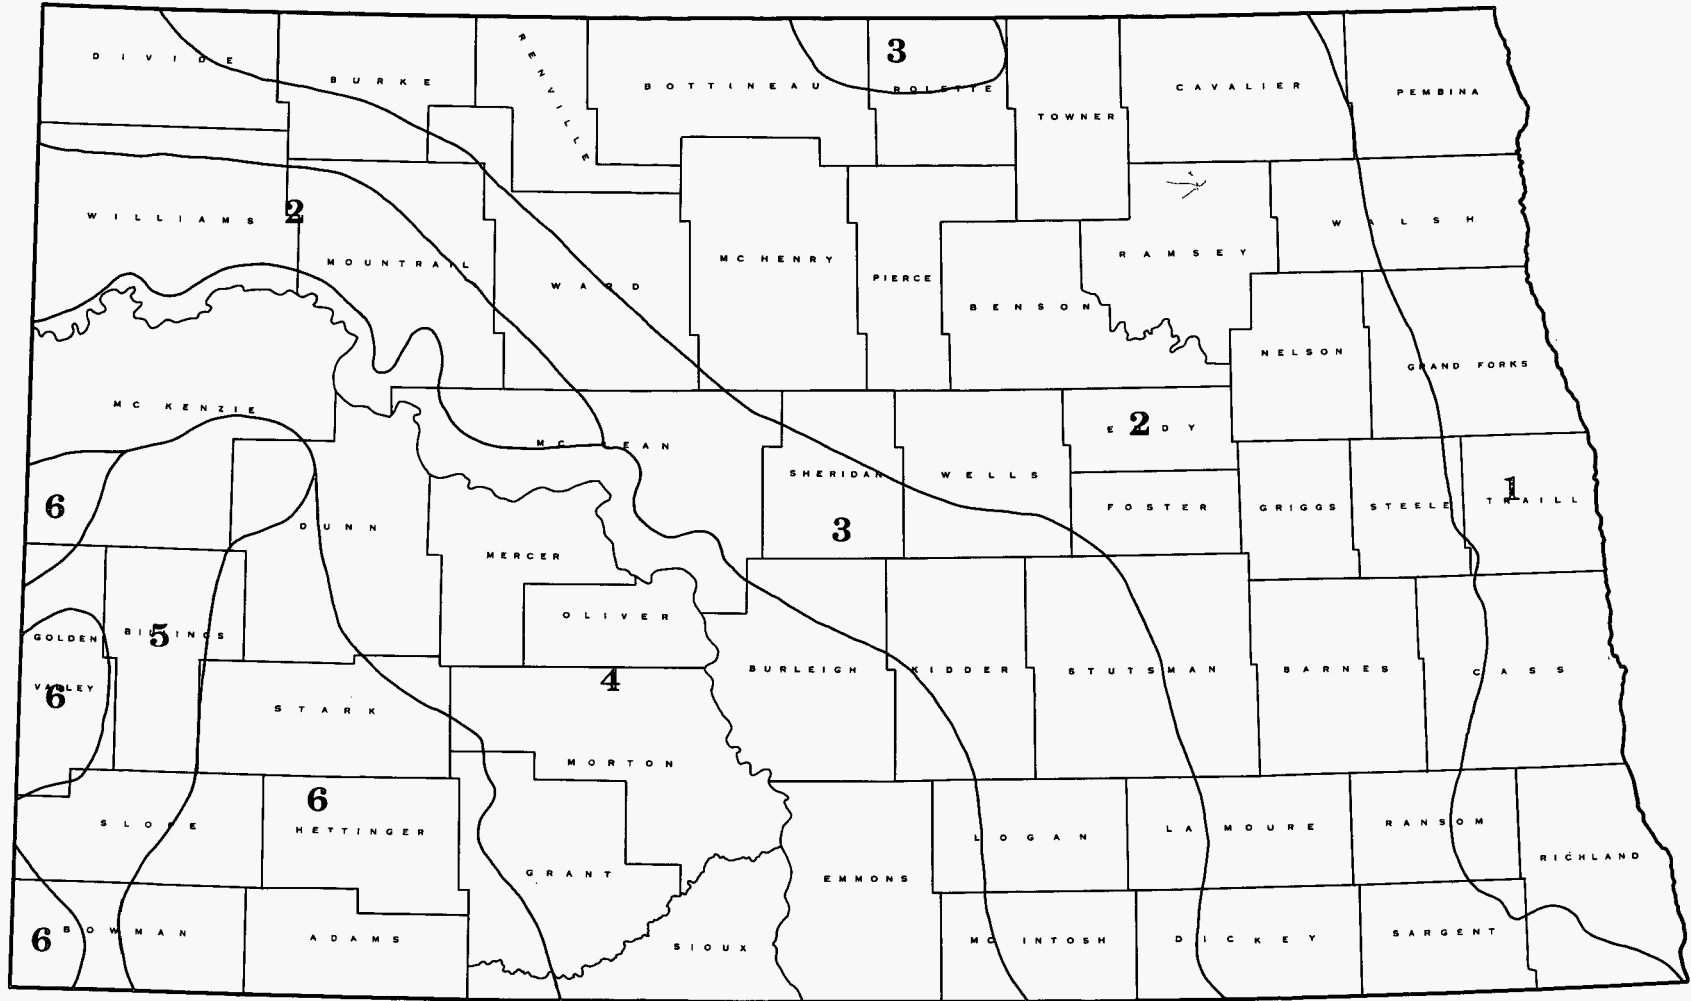 DIVIDE
BURKE
RENVILLE
BOTTINEAU
3
ROLETTE
TOWNER
CAVALIER
PEMBINA
WILLIAMS
2
MOUNTRAIL
WARD
MC HENRY
PIERCE
BENSON
RAMSEY
WALSH
NELSON
GRAND FORKS
MC KENZIE
MC LEAN
SHERIDAN
3
WELLS
EDDY
2
FOSTER
GRIGGS
STEELE
TRAILL
1
6
DUNN
MERCER
OLIVER
GOLDEN
VALLEY
6
BILLINGS
5
STARK
4
MORTON
BURLEIGH
KIDDER
STUTSMAN
BARNES
CASS
SLOPE
6
HETTINGER
GRANT
EMMONS
LOGAN
LA MOURE
RANSOM
RICHLAND
6
BOWMAN
ADAMS
SIOUX
MC INTOSH
DICKEY
SARGENT